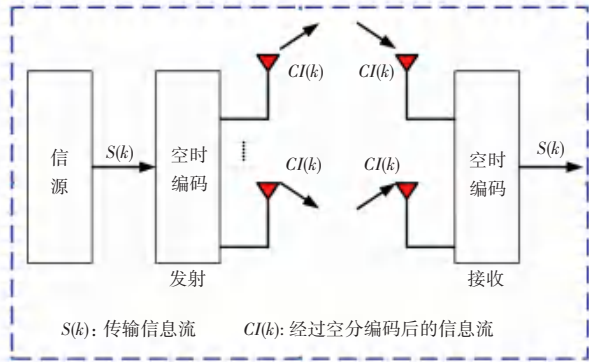 CI(k)
CI(k)
信源
S(k)
空时编码
CI(k)
CI(k)
空时编码
S(k)
发射
接收
S(k): 传输信息流
CI(k): 经过空分编码后的信息流